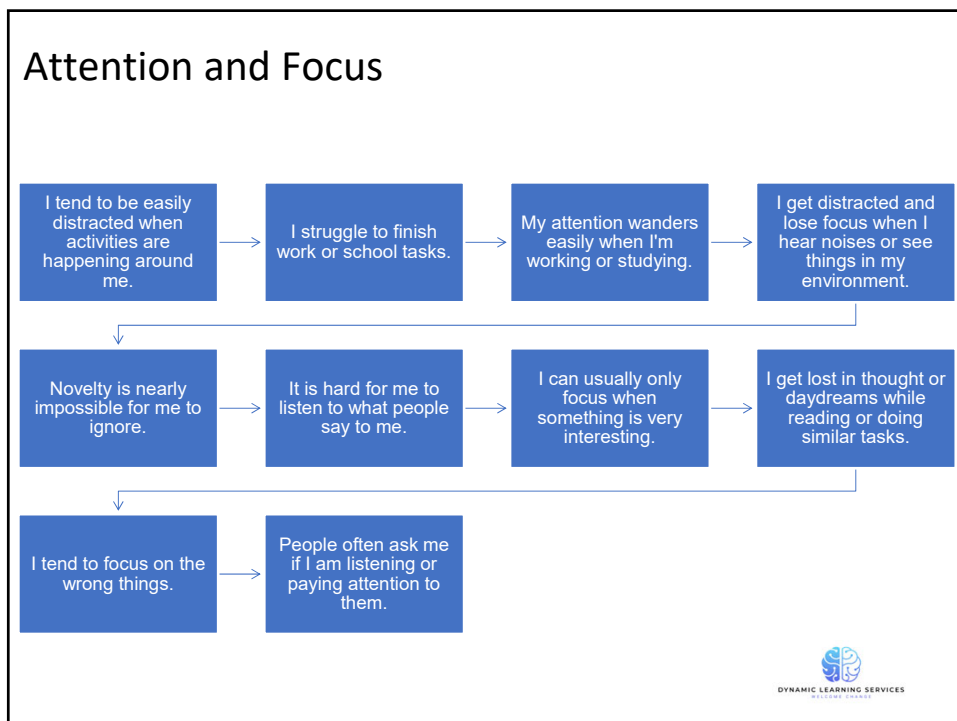 Attention and Focus
I tend to be easily
distracted when
activities are
happening around
me.
I struggle to finish
work or school tasks.
My attention wanders
easily when I'm
working or studying.
I get distracted and
lose focus when I
hear noises or see
things in my
environment.
Novelty is nearly
impossible for me to
ignore.
It is hard for me to
listen to what people
say to me.
I can usually only
focus when
something is very
interesting.
I get lost in thought or
daydreams while
reading or doing
similar tasks.
I tend to focus on the
wrong things.
People often ask me
if I am listening or
paying attention to
them.
DYNAMIC LEARNING SERVICES
WELCOME CHANGE